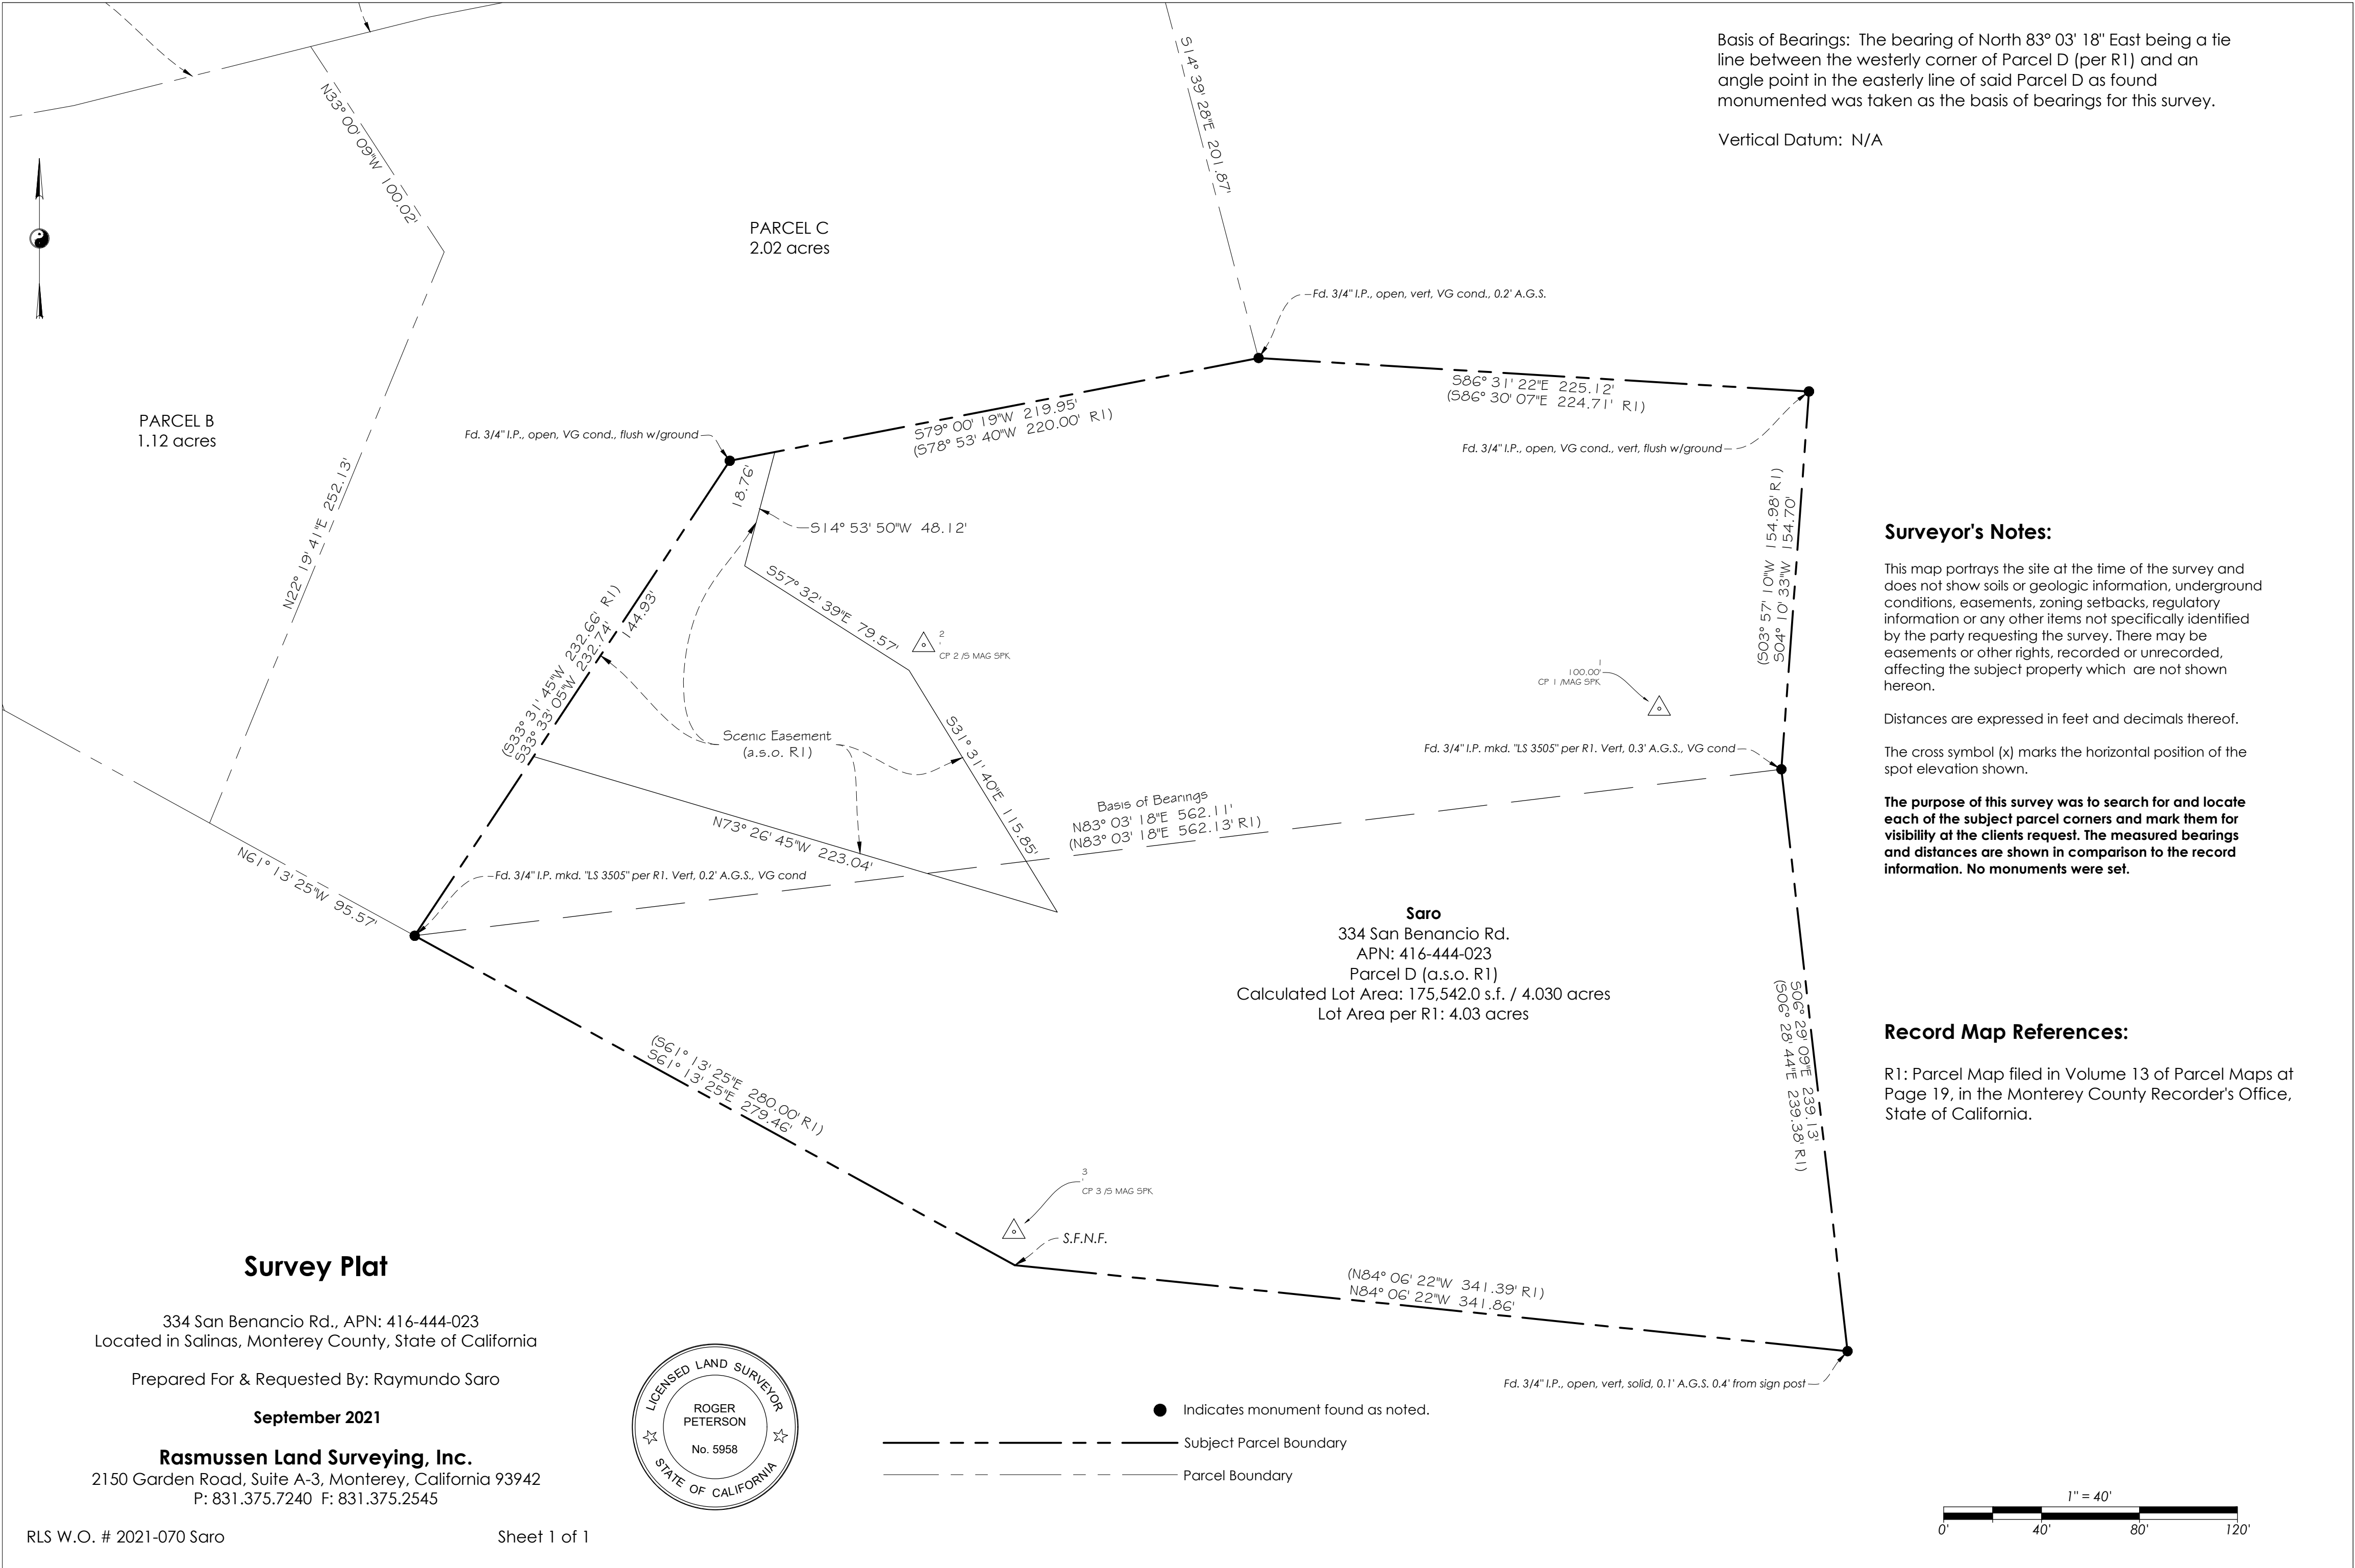 Basis of Bearings: The bearing of North 83° 03' 18" East being a tie
line between the westerly corner of Parcel D (per R1) and an
angle point in the easterly line of said Parcel D as found
monumented was taken as the basis of bearings for this survey.
Vertical Datum: N/A
N33° 00' 09"W 100.02'
S14° 39' 28"E 201.87'
PARCEL C
2.02 acres
Fd. 3/4" I.P., open, vert, VG cond., 0.2' A.G.S.
S86° 31' 22"E 225.12'
(S86° 30' 07"E 224.71' R1)
PARCEL B
1.12 acres
Fd. 3/4" I.P., open, VG cond., flush w/ground
S79° 00' 19"W 219.95'
(S78° 53' 40"W 220.00' R1)
Fd. 3/4" I.P., open, VG cond., vert, flush w/ground
18.76'
S14° 53' 50"W 48.12'
N22° 19' 41"E 252.13'
(S03° 57' 10"W 154.98' R1)
S04° 10' 33"W 154.70'
S57° 32' 39"E 79.57'
144.93'
(S33° 31' 45"W 232.66' R1)
S33° 33' 05"W 232.74'
2
'
CP 2 /5 MAG SPK
1
100.00'
CP 1 /MAG SPK
Scenic Easement
(a.s.o. R1)
S31° 31' 40"E 115.85'
Fd. 3/4" I.P. mkd. "LS 3505" per R1. Vert, 0.3' A.G.S., VG cond
Basis of Bearings
N83° 03' 18"E 562.11'
(N83° 03' 18"E 562.13' R1)
N73° 26' 45"W 223.04'
N61° 13' 25"W 95.57'
Fd. 3/4" I.P. mkd. "LS 3505" per R1. Vert, 0.2' A.G.S., VG cond
Surveyor's Notes:
This map portrays the site at the time of the survey and
does not show soils or geologic information, underground
conditions, easements, zoning setbacks, regulatory
information or any other items not specifically identified
by the party requesting the survey. There may be
easements or other rights, recorded or unrecorded,
affecting the subject property which are not shown
hereon.
Distances are expressed in feet and decimals thereof.
The cross symbol (x) marks the horizontal position of the
spot elevation shown.
The purpose of this survey was to search for and locate
each of the subject parcel corners and mark them for
visibility at the clients request. The measured bearings
and distances are shown in comparison to the record
information. No monuments were set.
Saro
334 San Benancio Rd.
APN: 416-444-023
Parcel D (a.s.o. R1)
Calculated Lot Area: 175,542.0 s.f. / 4.030 acres
Lot Area per R1: 4.03 acres
S06° 29' 09"E 239.13'
(S06° 28' 44"E 239.38' R1)
Record Map References:
R1: Parcel Map filed in Volume 13 of Parcel Maps at
Page 19, in the Monterey County Recorder's Office,
State of California.
(S61° 13' 25"E 280.00' R1)
S61° 13' 25"E 279.46'
3
'
CP 3 /5 MAG SPK
S.F.N.F.
(N84° 06' 22"W 341.39' R1)
N84° 06' 22"W 341.86'
Fd. 3/4" I.P., open, vert, solid, 0.1' A.G.S. 0.4' from sign post
Survey Plat
334 San Benancio Rd., APN: 416-444-023
Located in Salinas, Monterey County, State of California
Prepared For & Requested By: Raymundo Saro
September 2021
Rasmussen Land Surveying, Inc.
2150 Garden Road, Suite A-3, Monterey, California 93942
P: 831.375.7240 F: 831.375.2545
RLS W.O. # 2021-070 Saro
Sheet 1 of 1
LICENSED LAND SURVEYOR
ROGER
PETERSON
No. 5958
STATE OF CALIFORNIA
Indicates monument found as noted.
Subject Parcel Boundary
Parcel Boundary
1" = 40'
0' 40' 80' 120'